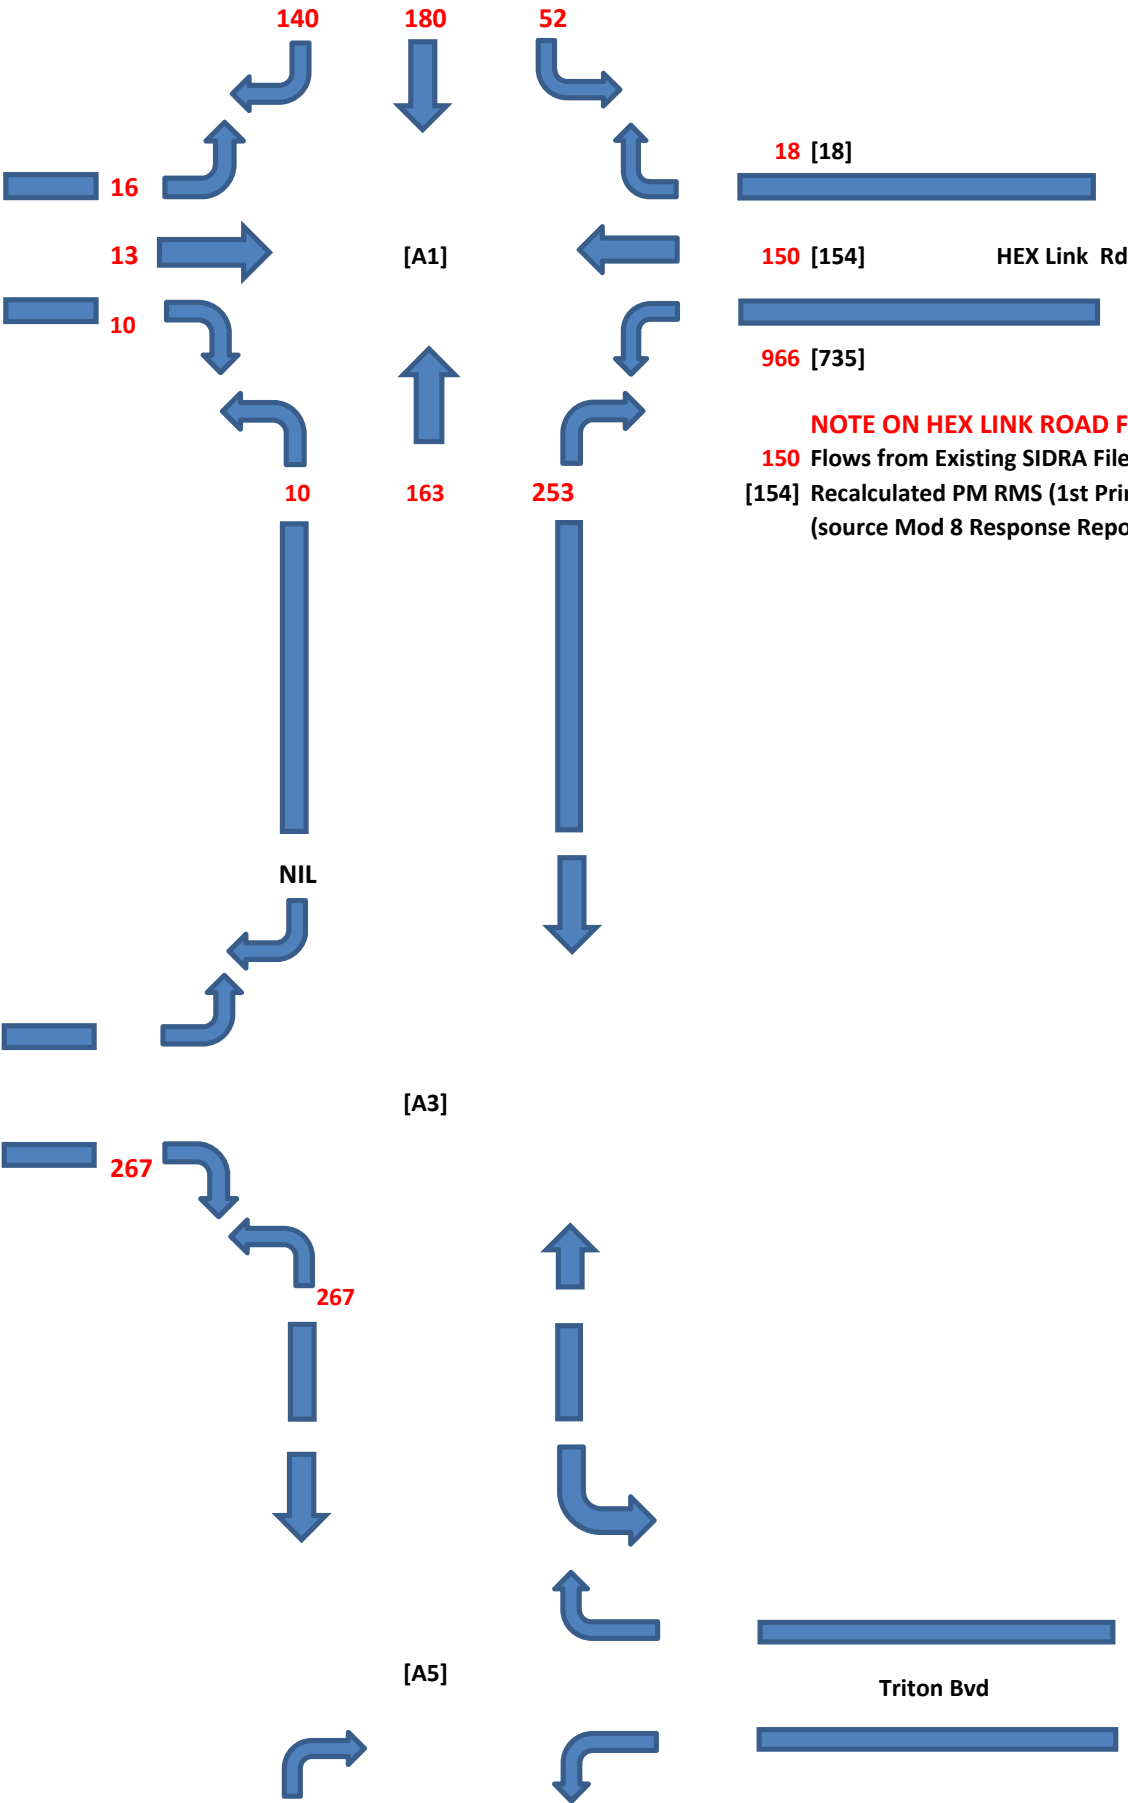 140 180 52
18 [18]
16
13 [A1] 150 [154] HEX Link Rd
10
966 [735]
NOTE ON HEX LINK ROAD F
150 Flows from Existing SIDRA File
10 163 253 [154] Recalculated PM RMS (1st Prin
(source Mod 8 Response Repo
NIL
[A3]
267
267
[A5] Triton Bvd